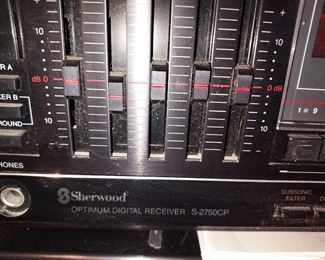 10
10
R A
dB 0
0 dB
KER B
1 = 9
ROUND
10
10
HONES
Sherwood
SUBSONIC
FILTER
OPTIMUM DIGITAL RECEIVER S-2750CP